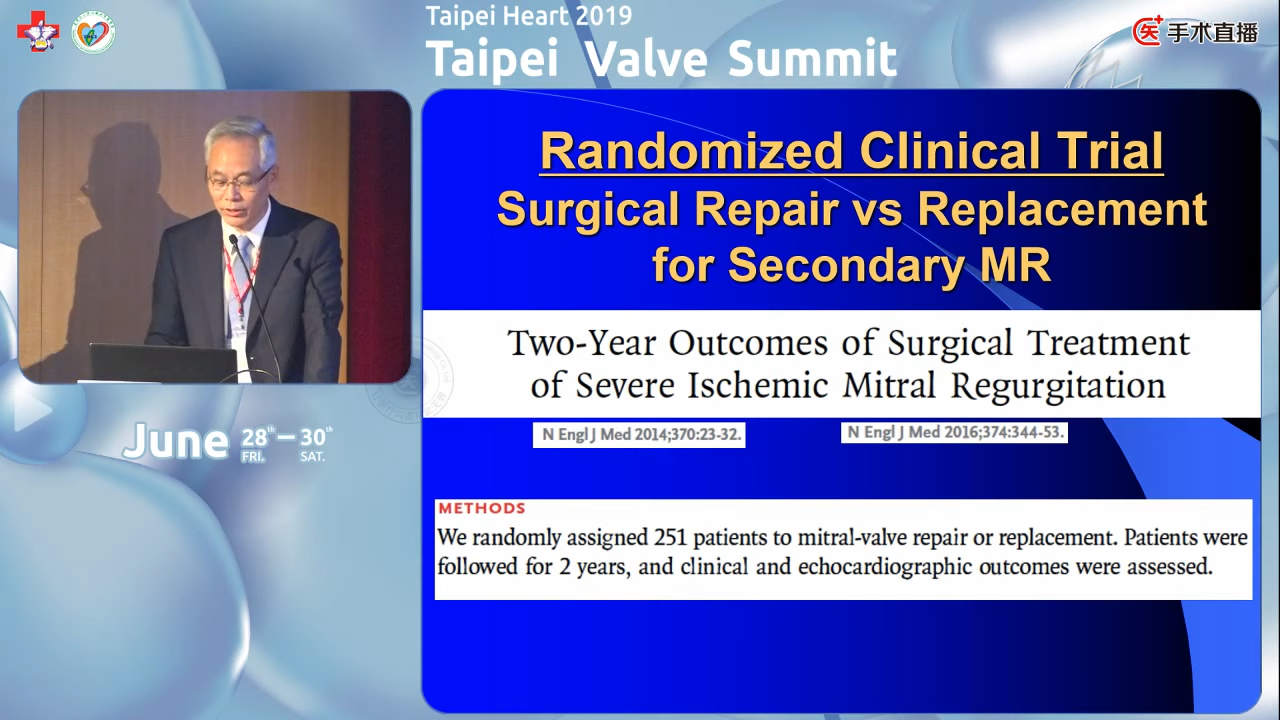 Taipei Heart 2019
Taipei Valve Summit
手术直播
Randomized Clinical Trial
Surgical Repair vs Replacement
for Secondary MR
Two-Year Outcomes of Surgical Treatment
of Severe Ischemic Mitral Regurgitation
N Engl J Med 2014;370:23-32.
N Engl J Med 2016;374:344-53.
June 28th — 30th
FRI. SAT.
METHODS
We randomly assigned 251 patients to mitral-valve repair or replacement. Patients were
followed for 2 years, and clinical and echocardiographic outcomes were assessed.